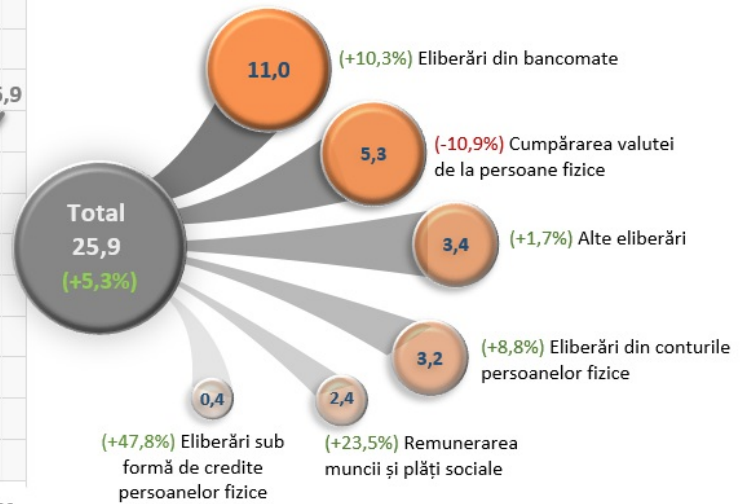 11,0
(+10,3%) Eliberări din bancomate
5,3
(-10,9%) Cumpărarea valutei
de la persoane fizice
Total
25,9
(+5,3%)
3,4
(+1,7%) Alte eliberări
3,2
(+8,8%) Eliberări din conturile
persoanelor fizice
0,4
(+47,8%) Eliberări sub
formă de credite
persoanelor fizice
2,4
(+23,5%) Remunerarea
muncii și plăți sociale